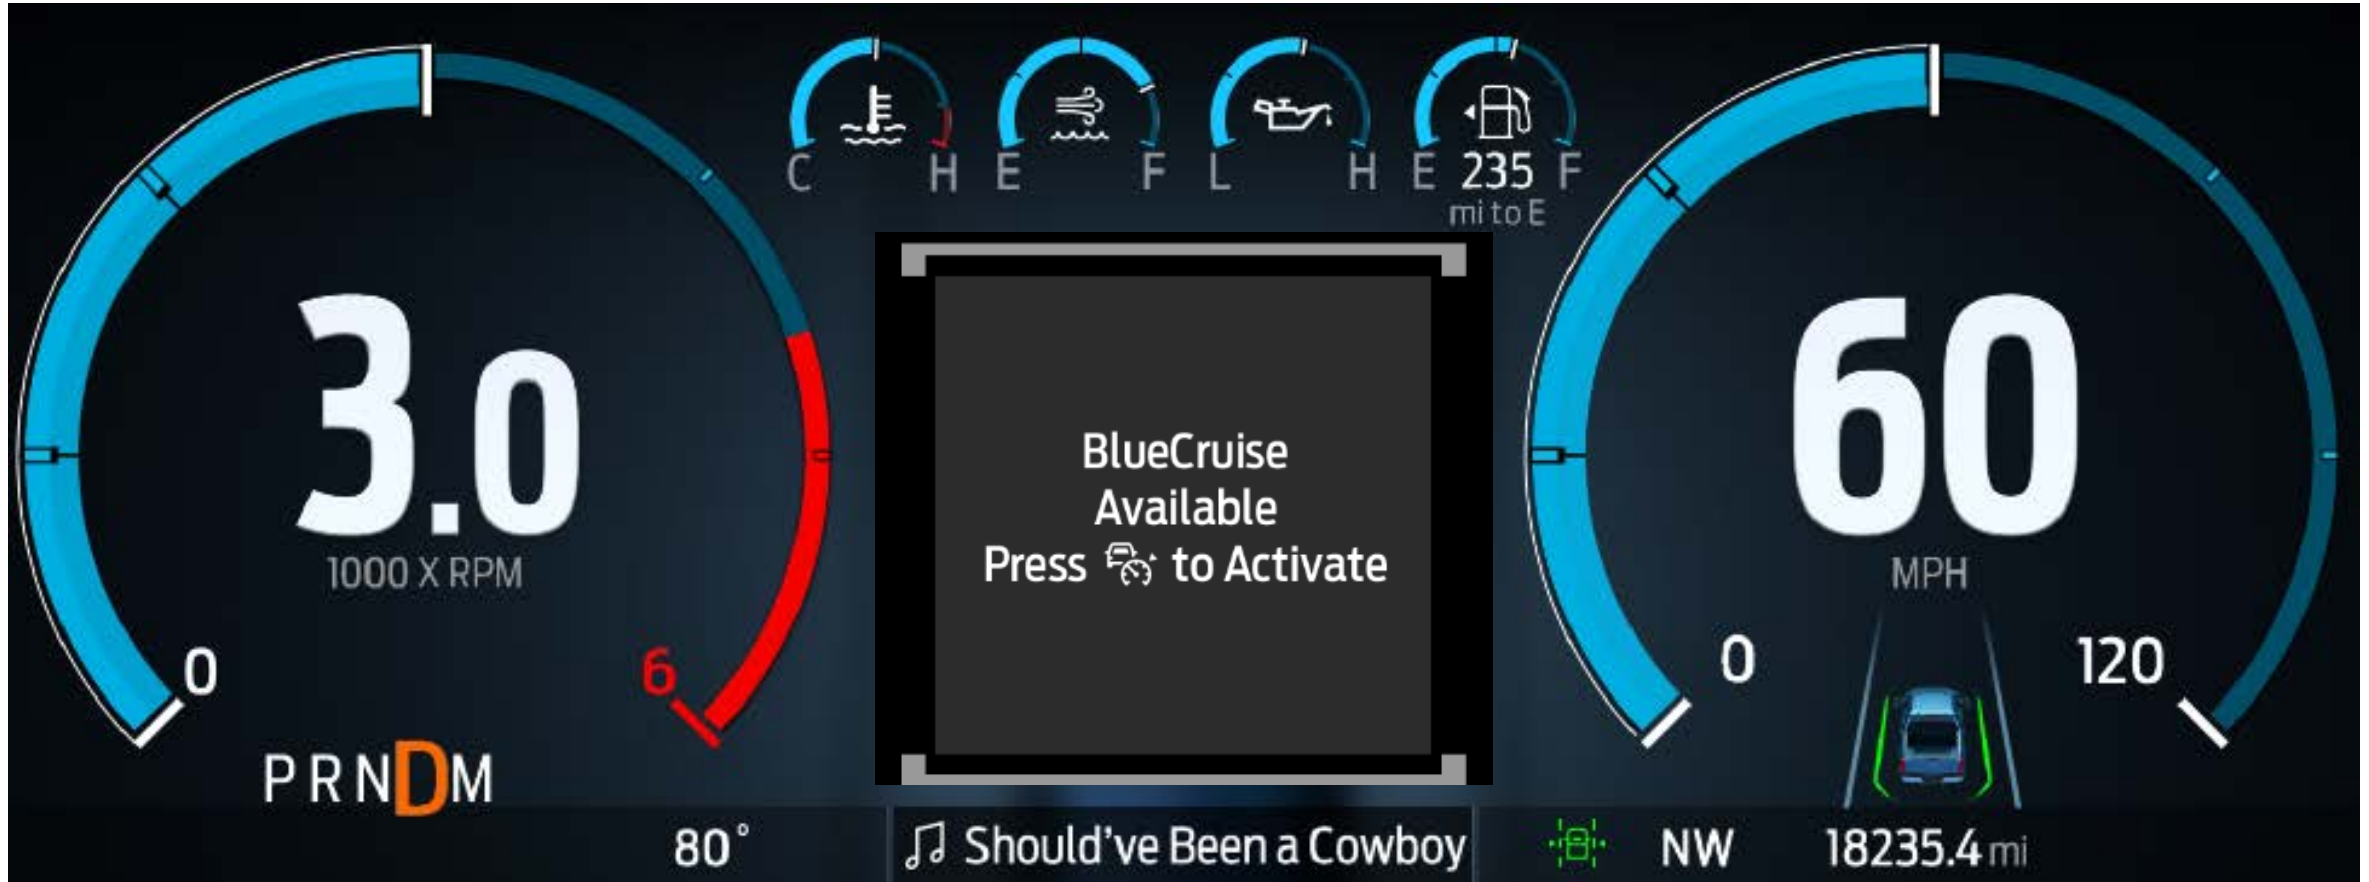 C H E F L H E 235 F
mi to E
3.0
1000 X RPM
0
6
PRNDM
BlueCruise
Available
Press to Activate
60
MPH
0
120
80°
Should've Been a Cowboy
NW
18235.4 mi